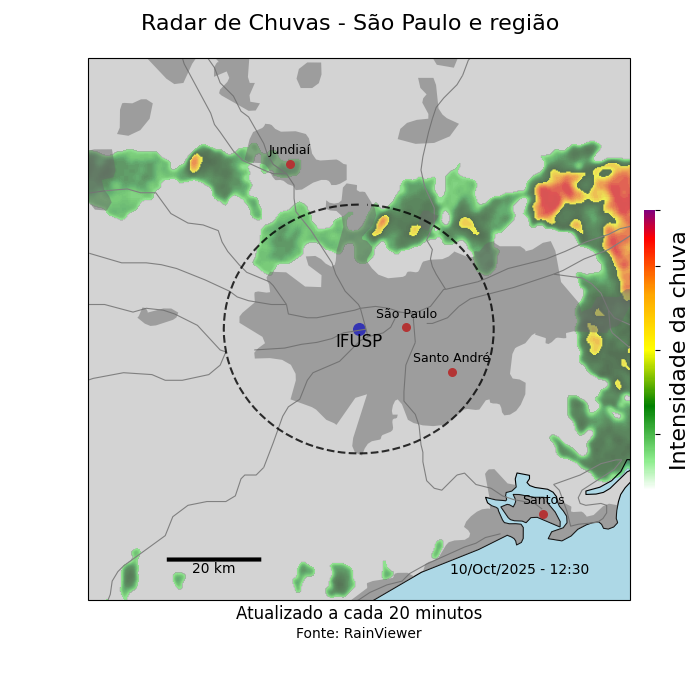 Radar de Chuvas - São Paulo e região
Jundiaí
São Paulo
IFUSP
Santo André
Santos
20 km
10/Oct/2025 - 12:30
Intensidade da chuva
Atualizado a cada 20 minutos
Fonte: RainViewer